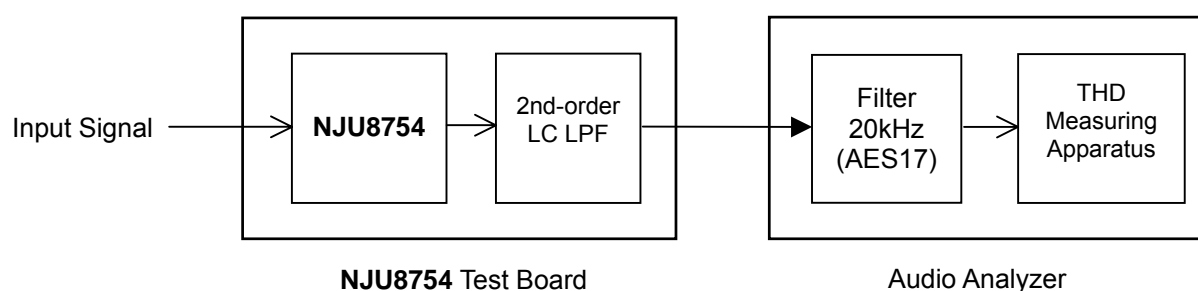 Input Signal
NJU8754
2nd-order
LC LPF
Filter
20kHz
(AES17)
THD
Measuring
Apparatus
NJU8754 Test Board
Audio Analyzer